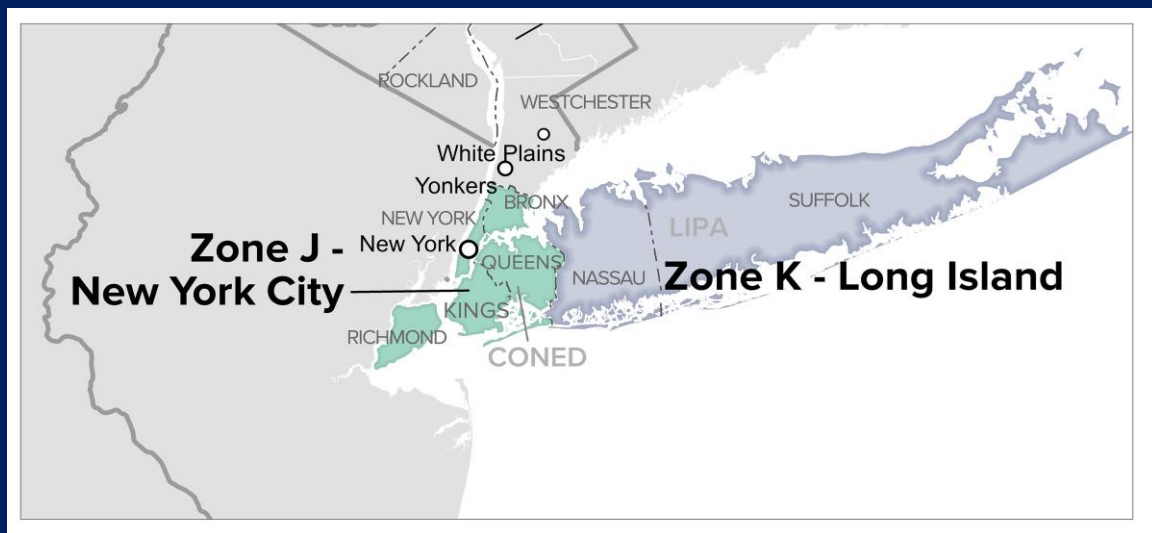 ROCKLAND
WESTCHESTER
White Plains
Yonkers
BRONX
NEW YORK
New York
Zone J -
New York City
QUEENS
KINGS
RICHMOND
CONED
SUFFOLK
LIPA
NASSAU
Zone K - Long Island